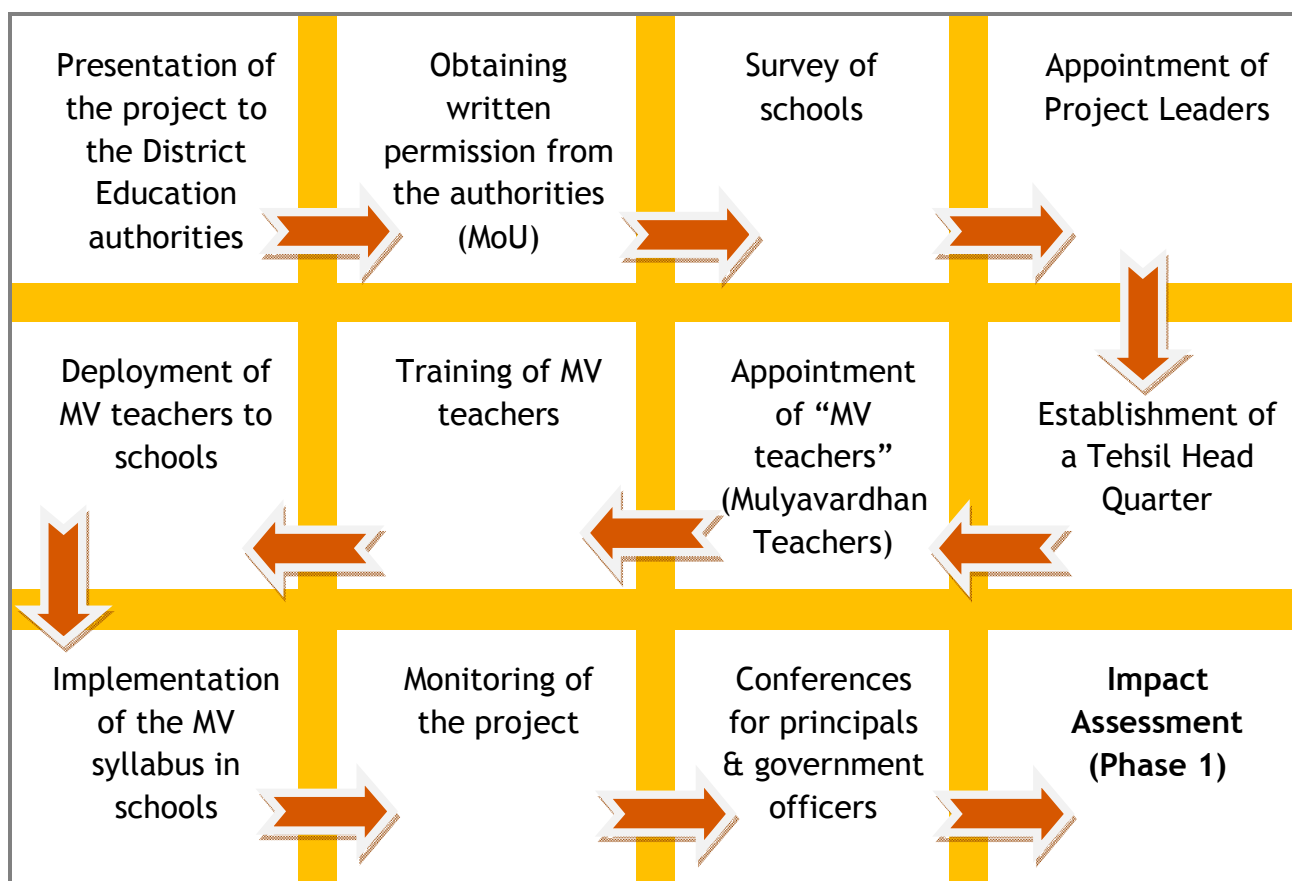 Presentation of
the project to
the District
Education
authorities
Obtaining
written
permission from
the authorities
(MoU)
Survey of
schools
Appointment of
Project Leaders
Establishment of
a Tehsil Head
Quarter
Appointment
of “MV
teachers”
(Mulyavardhan
Teachers)
Training of MV
teachers
Deployment of
MV teachers to
schools
Implementation
of the MV
syllabus in
schools
Monitoring of
the project
Conferences
for principals
& government
officers
Impact
Assessment
(Phase 1)